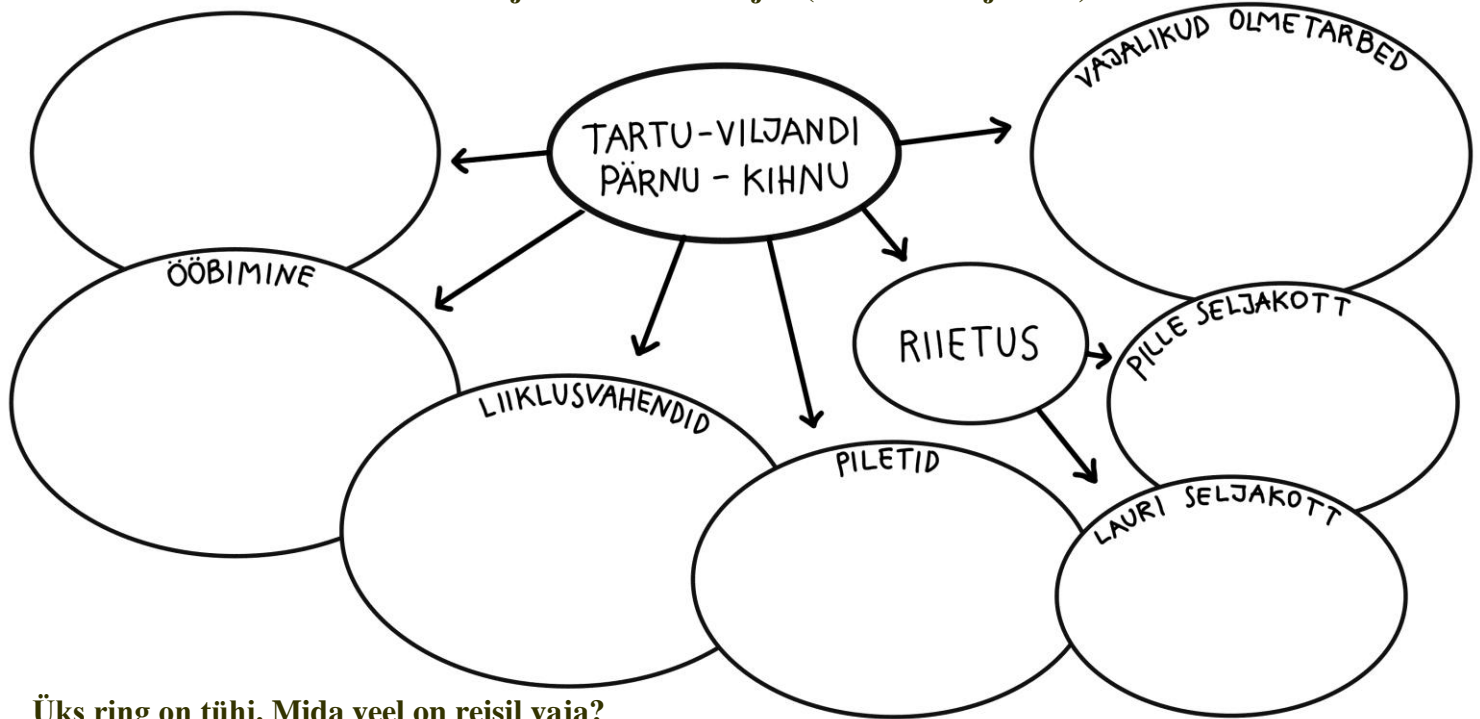 VAJALIKUD OLMETARBED
TARTU-VILJANDI
PÄRNU - KIHNU
ÖÖBIMINE
RIIETUS
PILLE SELJAKOTT
LIIKLUSVAHENDID
PILETID
LAURI SELJAKOTT
Üks ring on tühi. Mida veel on reisil vaja?